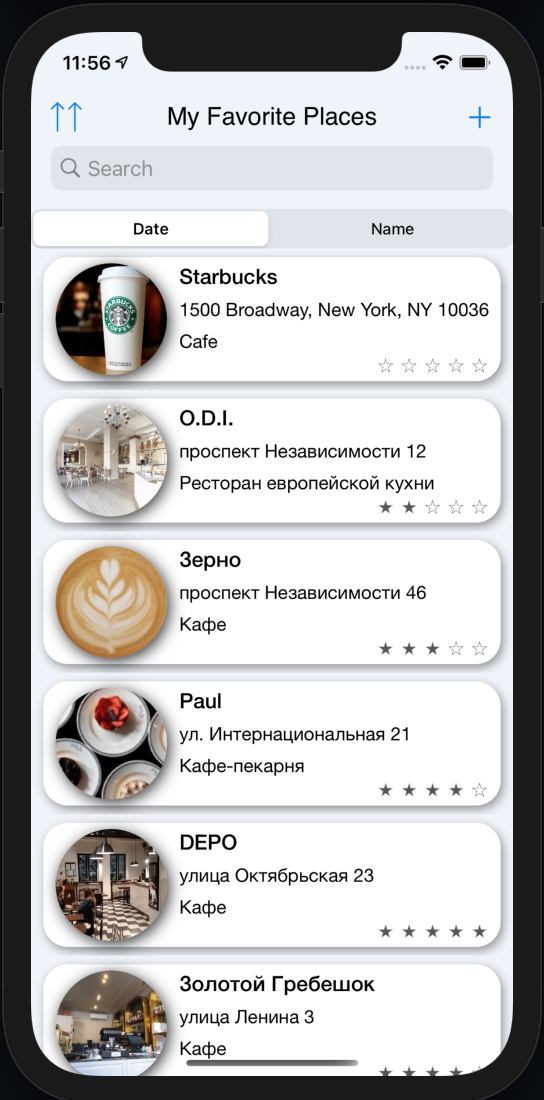 11:56
My Favorite Places
Search
Date
Name
STARBUCKS
COFFEE
Starbucks
1500 Broadway, New York, NY 10036
Cafe
O.D.I.
проспект Независимости 12
Ресторан европейской кухни
Зерно
проспект Независимости 46
Кафе
Paul
ул. Интернациональная 21
Кафе-пекарня
DEPO
улица Октябрьская 23
Кафе
Золотой Гребешок
улица Ленина 3
Кафе